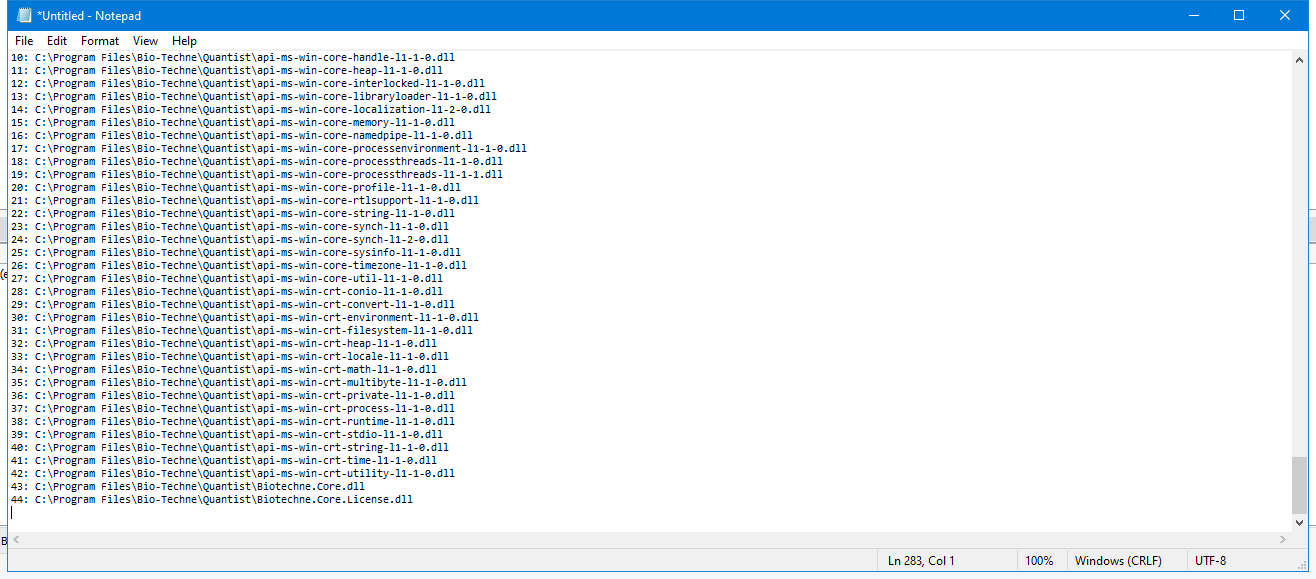 *Untitled - Notepad
File Edit Format View Help
10: C:\Program Files\Bio-Techne\Quantist\api-ms-win-core-handle-l1-1-0.dll
11: C:\Program Files\Bio-Techne\Quantist\api-ms-win-core-heap-l1-1-0.dll
12: C:\Program Files\Bio-Techne\Quantist\api-ms-win-core-interlocked-l1-1-0.dll
13: C:\Program Files\Bio-Techne\Quantist\api-ms-win-core-libraryloader-l1-1-0.dll
14: C:\Program Files\Bio-Techne\Quantist\api-ms-win-core-localization-l1-2-0.dll
15: C:\Program Files\Bio-Techne\Quantist\api-ms-win-core-memory-l1-1-0.dll
16: C:\Program Files\Bio-Techne\Quantist\api-ms-win-core-namedpipe-l1-1-0.dll
17: C:\Program Files\Bio-Techne\Quantist\api-ms-win-core-processenvironment-l1-1-0.dll
18: C:\Program Files\Bio-Techne\Quantist\api-ms-win-core-processthreads-l1-1-0.dll
19: C:\Program Files\Bio-Techne\Quantist\api-ms-win-core-processthreads-l1-1-1.dll
20: C:\Program Files\Bio-Techne\Quantist\api-ms-win-core-profile-l1-1-0.dll
21: C:\Program Files\Bio-Techne\Quantist\api-ms-win-core-rtlsupport-l1-1-0.dll
22: C:\Program Files\Bio-Techne\Quantist\api-ms-win-core-string-l1-1-0.dll
23: C:\Program Files\Bio-Techne\Quantist\api-ms-win-core-synch-l1-1-0.dll
24: C:\Program Files\Bio-Techne\Quantist\api-ms-win-core-synch-l1-2-0.dll
25: C:\Program Files\Bio-Techne\Quantist\api-ms-win-core-sysinfo-l1-1-0.dll
26: C:\Program Files\Bio-Techne\Quantist\api-ms-win-core-timezone-l1-1-0.dll
27: C:\Program Files\Bio-Techne\Quantist\api-ms-win-core-util-l1-1-0.dll
28: C:\Program Files\Bio-Techne\Quantist\api-ms-win-crt-conio-l1-1-0.dll
29: C:\Program Files\Bio-Techne\Quantist\api-ms-win-crt-convert-l1-1-0.dll
30: C:\Program Files\Bio-Techne\Quantist\api-ms-win-crt-environment-l1-1-0.dll
31: C:\Program Files\Bio-Techne\Quantist\api-ms-win-crt-filesystem-l1-1-0.dll
32: C:\Program Files\Bio-Techne\Quantist\api-ms-win-crt-heap-l1-1-0.dll
33: C:\Program Files\Bio-Techne\Quantist\api-ms-win-crt-locale-l1-1-0.dll
34: C:\Program Files\Bio-Techne\Quantist\api-ms-win-crt-math-l1-1-0.dll
35: C:\Program Files\Bio-Techne\Quantist\api-ms-win-crt-multibyte-l1-1-0.dll
36: C:\Program Files\Bio-Techne\Quantist\api-ms-win-crt-private-l1-1-0.dll
37: C:\Program Files\Bio-Techne\Quantist\api-ms-win-crt-process-l1-1-0.dll
38: C:\Program Files\Bio-Techne\Quantist\api-ms-win-crt-runtime-l1-1-0.dll
39: C:\Program Files\Bio-Techne\Quantist\api-ms-win-crt-stdio-l1-1-0.dll
40: C:\Program Files\Bio-Techne\Quantist\api-ms-win-crt-string-l1-1-0.dll
41: C:\Program Files\Bio-Techne\Quantist\api-ms-win-crt-time-l1-1-0.dll
42: C:\Program Files\Bio-Techne\Quantist\api-ms-win-crt-utility-l1-1-0.dll
43: C:\Program Files\Bio-Techne\Quantist\Biotechne.Core.dll
44: C:\Program Files\Bio-Techne\Quantist\Biotechne.Core.License.dll
Ln 283, Col 1 100% Windows (CRLF) UTF-8